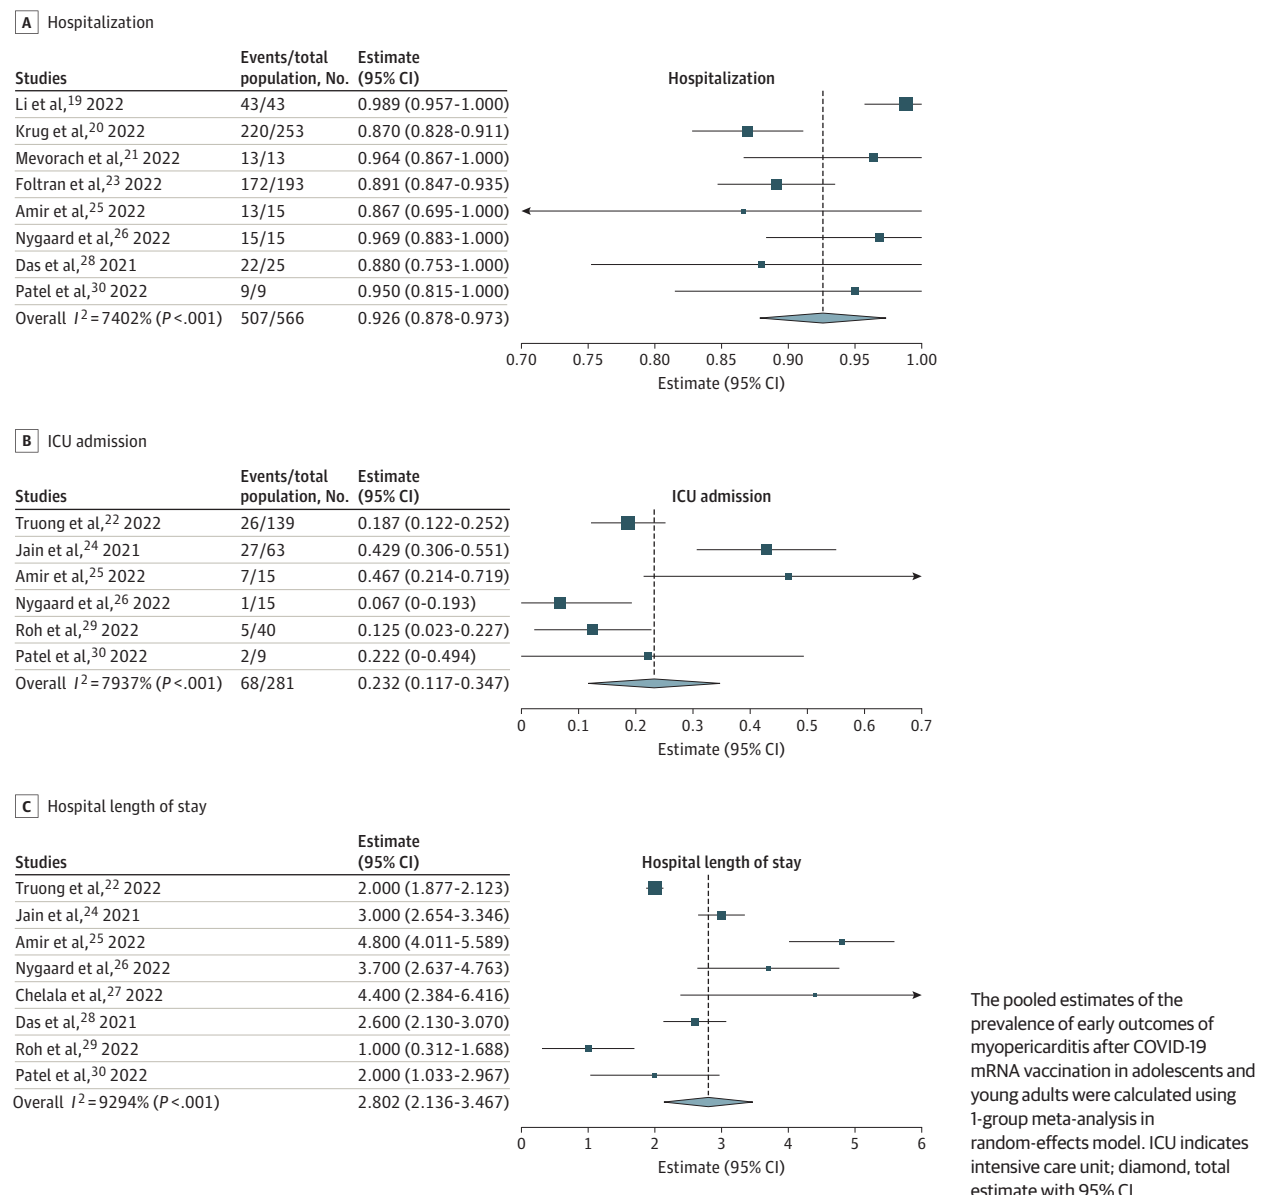 A Hospitalization
Studies Events/total population, No. Estimate (95% CI) Hospitalization
Li et al,19 2022 43/43 0.989 (0.957-1.000)
Krug et al,20 2022 220/253 0.870 (0.828-0.911)
Mevorach et al,21 2022 13/13 0.964 (0.867-1.000)
Foltran et al,23 2022 172/193 0.891 (0.847-0.935)
Amir et al,25 2022 13/15 0.867 (0.695-1.000)
Nygaard et al,26 2022 15/15 0.969 (0.883-1.000)
Das et al,28 2021 22/25 0.880 (0.753-1.000)
Patel et al,30 2022 9/9 0.950 (0.815-1.000)
Overall I2 = 7402% (P <.001) 507/566 0.926 (0.878-0.973)
0.70 0.75 0.80 0.85 0.90 0.95 1.00
Estimate (95% CI)
B ICU admission
Studies Events/total population, No. Estimate (95% CI) ICU admission
Truong et al,22 2022 26/139 0.187 (0.122-0.252)
Jain et al,24 2021 27/63 0.429 (0.306-0.551)
Amir et al,25 2022 7/15 0.467 (0.214-0.719)
Nygaard et al,26 2022 1/15 0.067 (0-0.193)
Roh et al,29 2022 5/40 0.125 (0.023-0.227)
Patel et al,30 2022 2/9 0.222 (0-0.494)
Overall I2 = 7937% (P <.001) 68/281 0.232 (0.117-0.347)
0 0.1 0.2 0.3 0.4 0.5 0.6 0.7
Estimate (95% CI)
C Hospital length of stay
Studies Estimate (95% CI) Hospital length of stay
Truong et al,22 2022 2.000 (1.877-2.123)
Jain et al,24 2021 3.000 (2.654-3.346)
Amir et al,25 2022 4.800 (4.011-5.589)
Nygaard et al,26 2022 3.700 (2.637-4.763)
Chelala et al,27 2022 4.400 (2.384-6.416)
Das et al,28 2021 2.600 (2.130-3.070)
Roh et al,29 2022 1.000 (0.312-1.688)
Patel et al,30 2022 2.000 (1.033-2.967)
Overall I2 = 9294% (P <.001) 2.802 (2.136-3.467)
0 1 2 3 4 5 6
Estimate (95% CI)
The pooled estimates of the
prevalence of early outcomes of
myopericarditis after COVID-19
mRNA vaccination in adolescents and
young adults were calculated using
1-group meta-analysis in
random-effects model. ICU indicates
intensive care unit; diamond, total
estimate with 95% CI